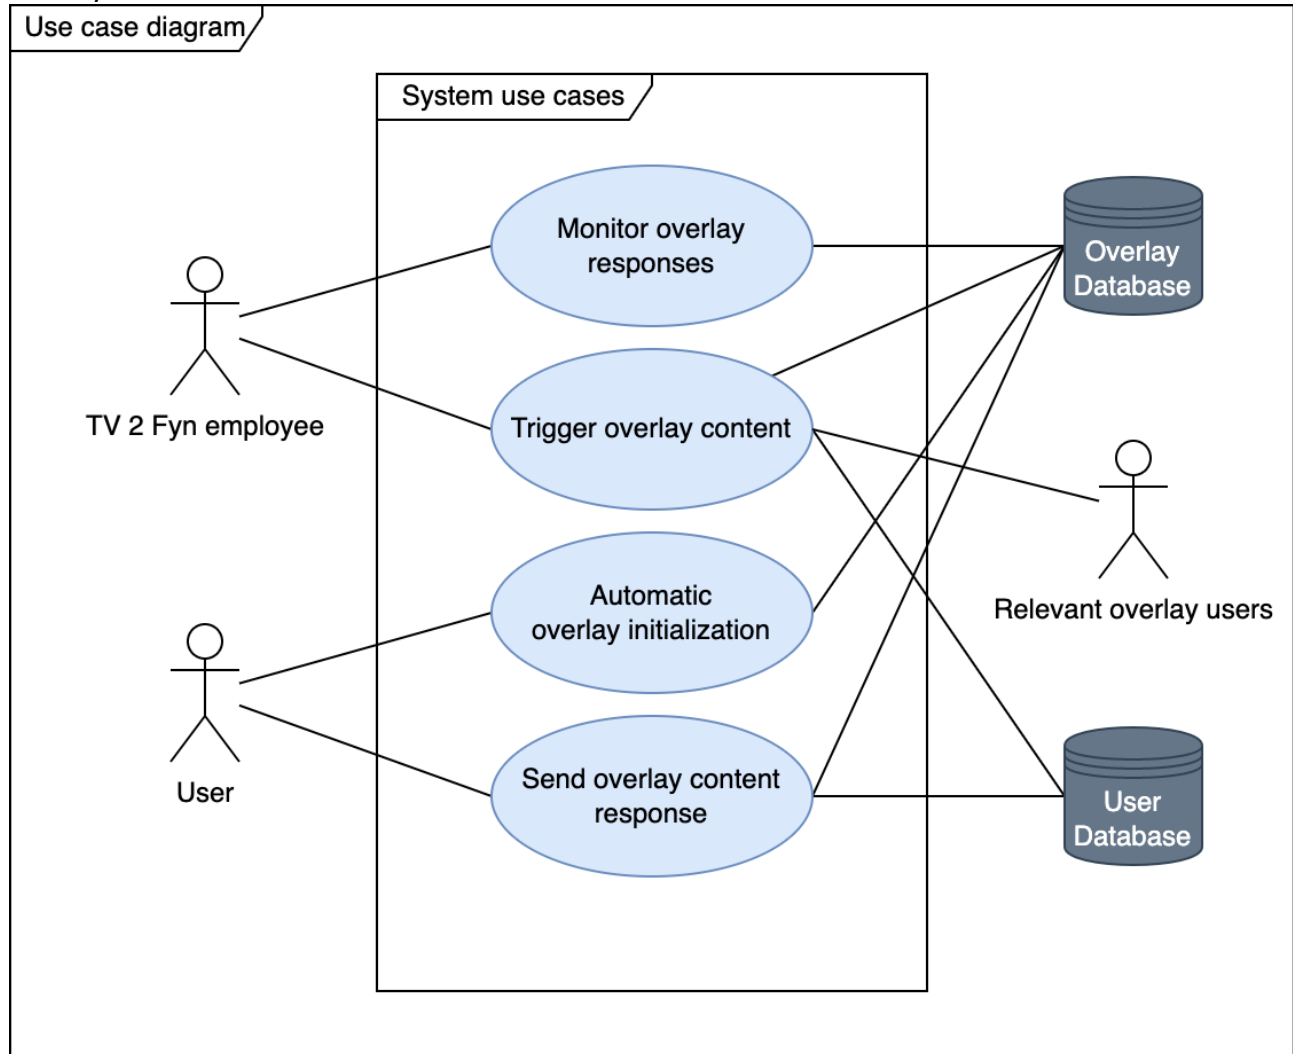 Use case diagram
System use cases
Monitor overlay
responses
Overlay
Database
TV 2 Fyn employee
Trigger overlay content
Relevant overlay users
Automatic
overlay initialization
User
Send overlay content
response
User
Database